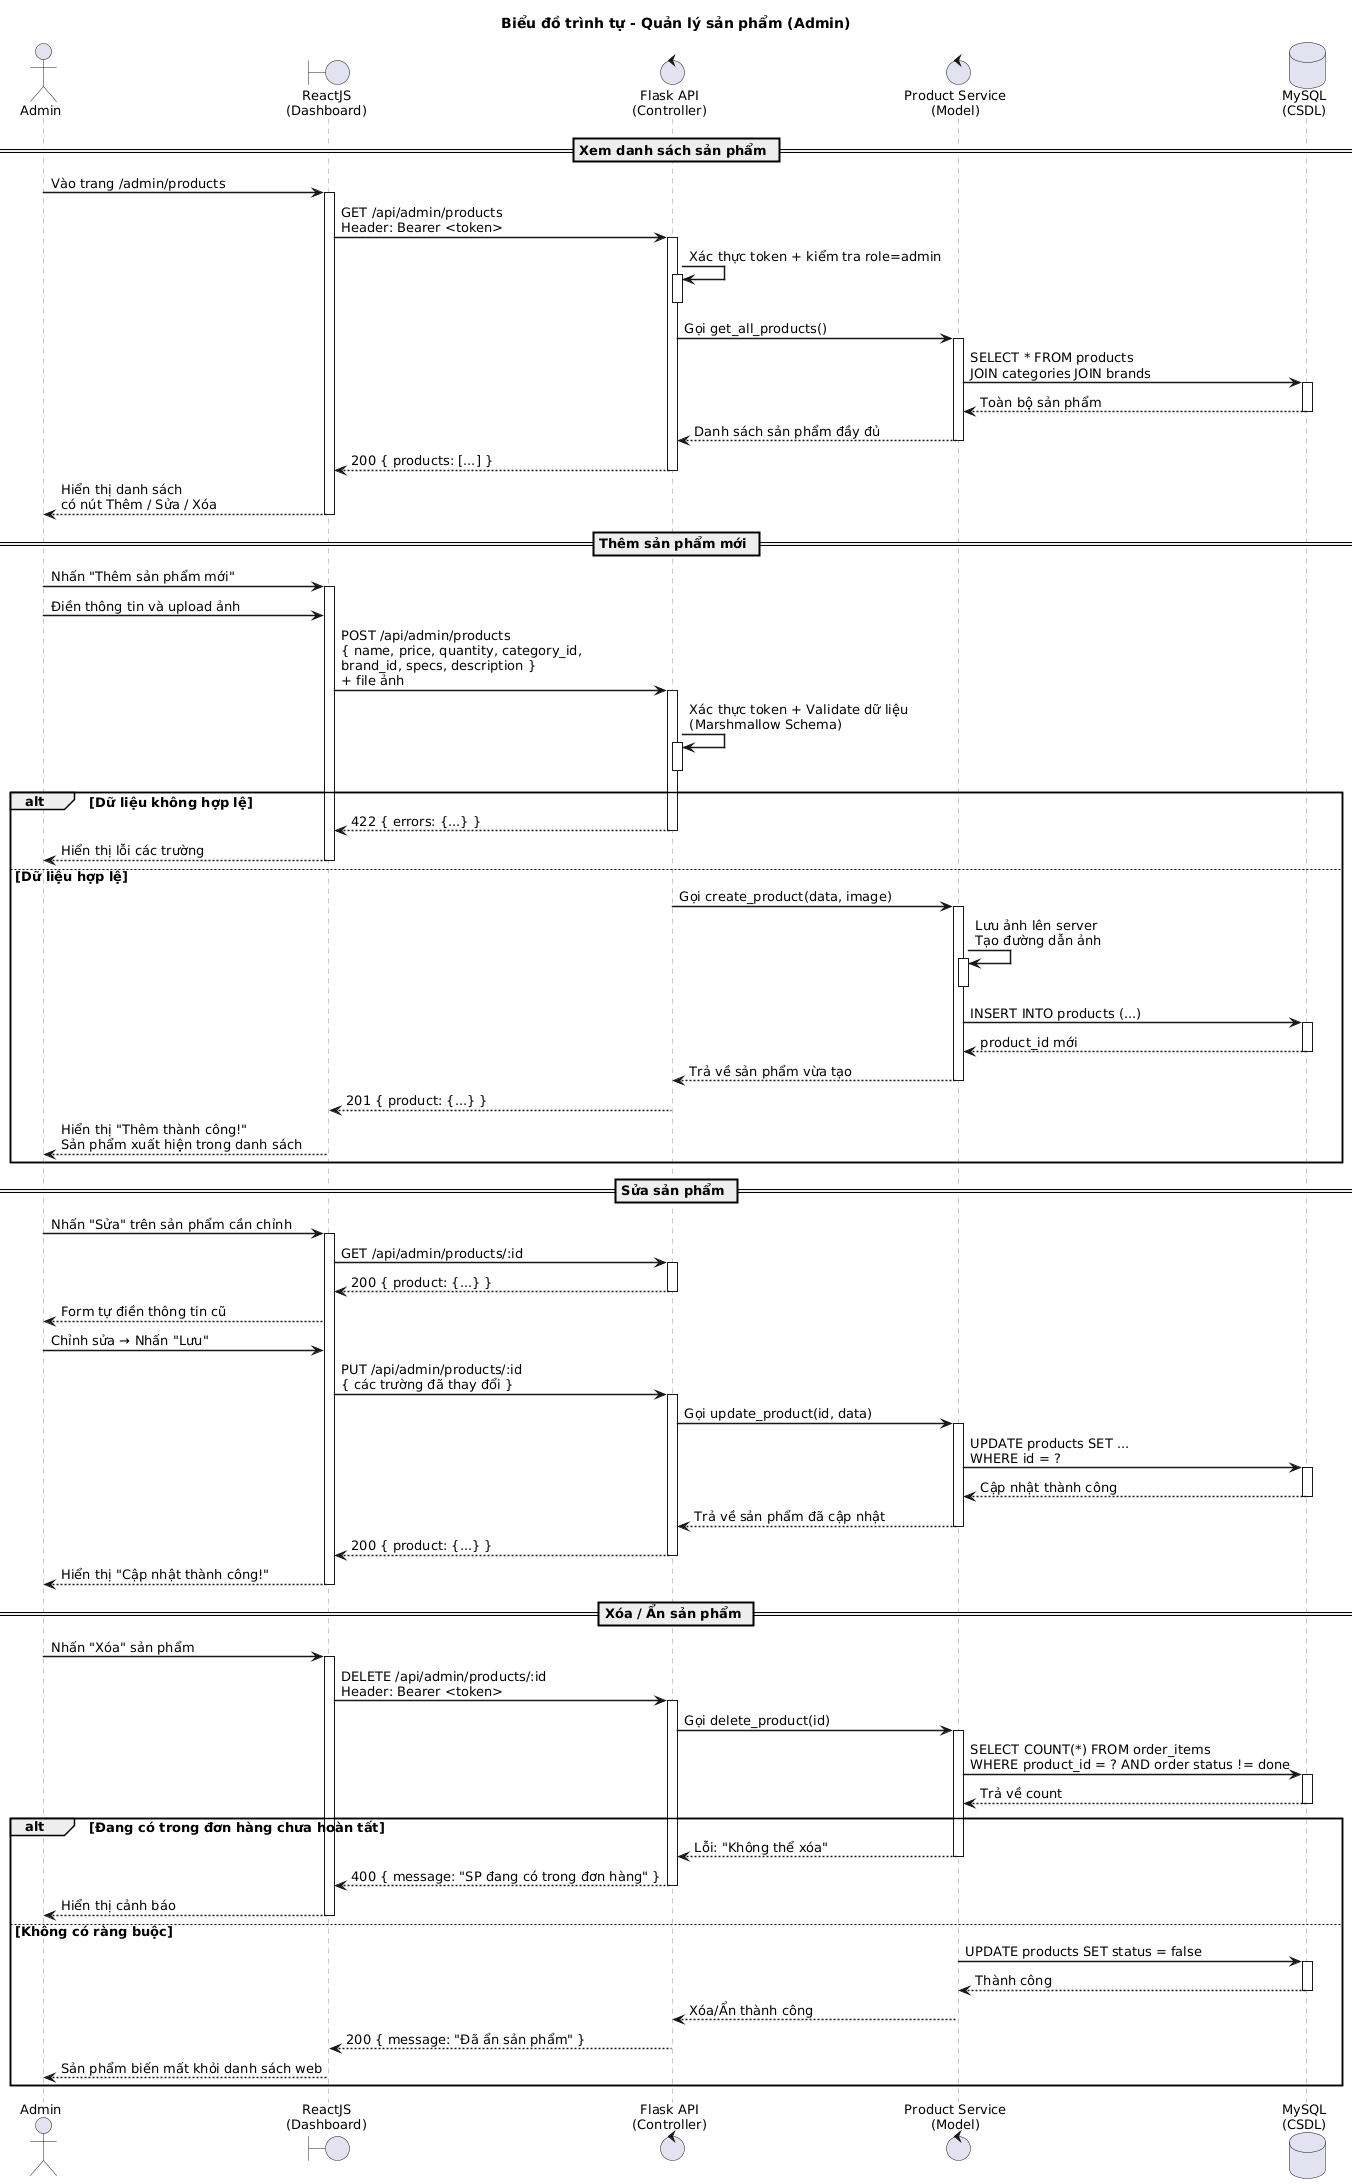 Biểu đồ trình tự - Quản lý sản phẩm (Admin)
Admin
ReactJS
(Dashboard)
Flask API
(Controller)
Product Service
(Model)
MySQL
(CSDL)
Xem danh sách sản phẩm
Vào trang /admin/products
GET /api/admin/products
Header: Bearer <token>
Xác thực token + kiểm tra role=admin
Gọi get_all_products()
SELECT * FROM products
JOIN categories JOIN brands
Toàn bộ sản phẩm
Danh sách sản phẩm đầy đủ
200 { products: [...] }
Hiển thị danh sách
có nút Thêm / Sửa / Xóa
Thêm sản phẩm mới
Nhấn "Thêm sản phẩm mới"
Điền thông tin và upload ảnh
POST /api/admin/products
{ name, price, quantity, category_id,
brand_id, specs, description }
+ file ảnh
Xác thực token + Validate dữ liệu
(Marshmallow Schema)
alt [Dữ liệu không hợp lệ]
422 { errors: {...} }
Hiển thị lỗi các trường
[Dữ liệu hợp lệ]
Gọi create_product(data, image)
Lưu ảnh lên server
Tạo đường dẫn ảnh
INSERT INTO products (...)
product_id mới
Trả về sản phẩm vừa tạo
201 { product: {...} }
Hiển thị "Thêm thành công!"
Sản phẩm xuất hiện trong danh sách
Sửa sản phẩm
Nhấn "Sửa" trên sản phẩm cần chỉnh
GET /api/admin/products/:id
200 { product: {...} }
Form tự điền thông tin cũ
Chỉnh sửa → Nhấn "Lưu"
PUT /api/admin/products/:id
{ các trường đã thay đổi }
Gọi update_product(id, data)
UPDATE products SET ...
WHERE id = ?
Cập nhật thành công
Trả về sản phẩm đã cập nhật
200 { product: {...} }
Hiển thị "Cập nhật thành công!"
Xóa / Ẩn sản phẩm
Nhấn "Xóa" sản phẩm
DELETE /api/admin/products/:id
Header: Bearer <token>
Gọi delete_product(id)
SELECT COUNT(*) FROM order_items
WHERE product_id = ? AND order status != done
Trả về count
alt [Đang có trong đơn hàng chưa hoàn tất]
Lỗi: "Không thể xóa"
400 { message: "SP đang có trong đơn hàng" }
Hiển thị cảnh báo
[Không có ràng buộc]
UPDATE products SET status = false
Thành công
Xóa/Ẩn thành công
200 { message: "Đã ẩn sản phẩm" }
Sản phẩm biến mất khỏi danh sách web
Admin
ReactJS
(Dashboard)
Flask API
(Controller)
Product Service
(Model)
MySQL
(CSDL)